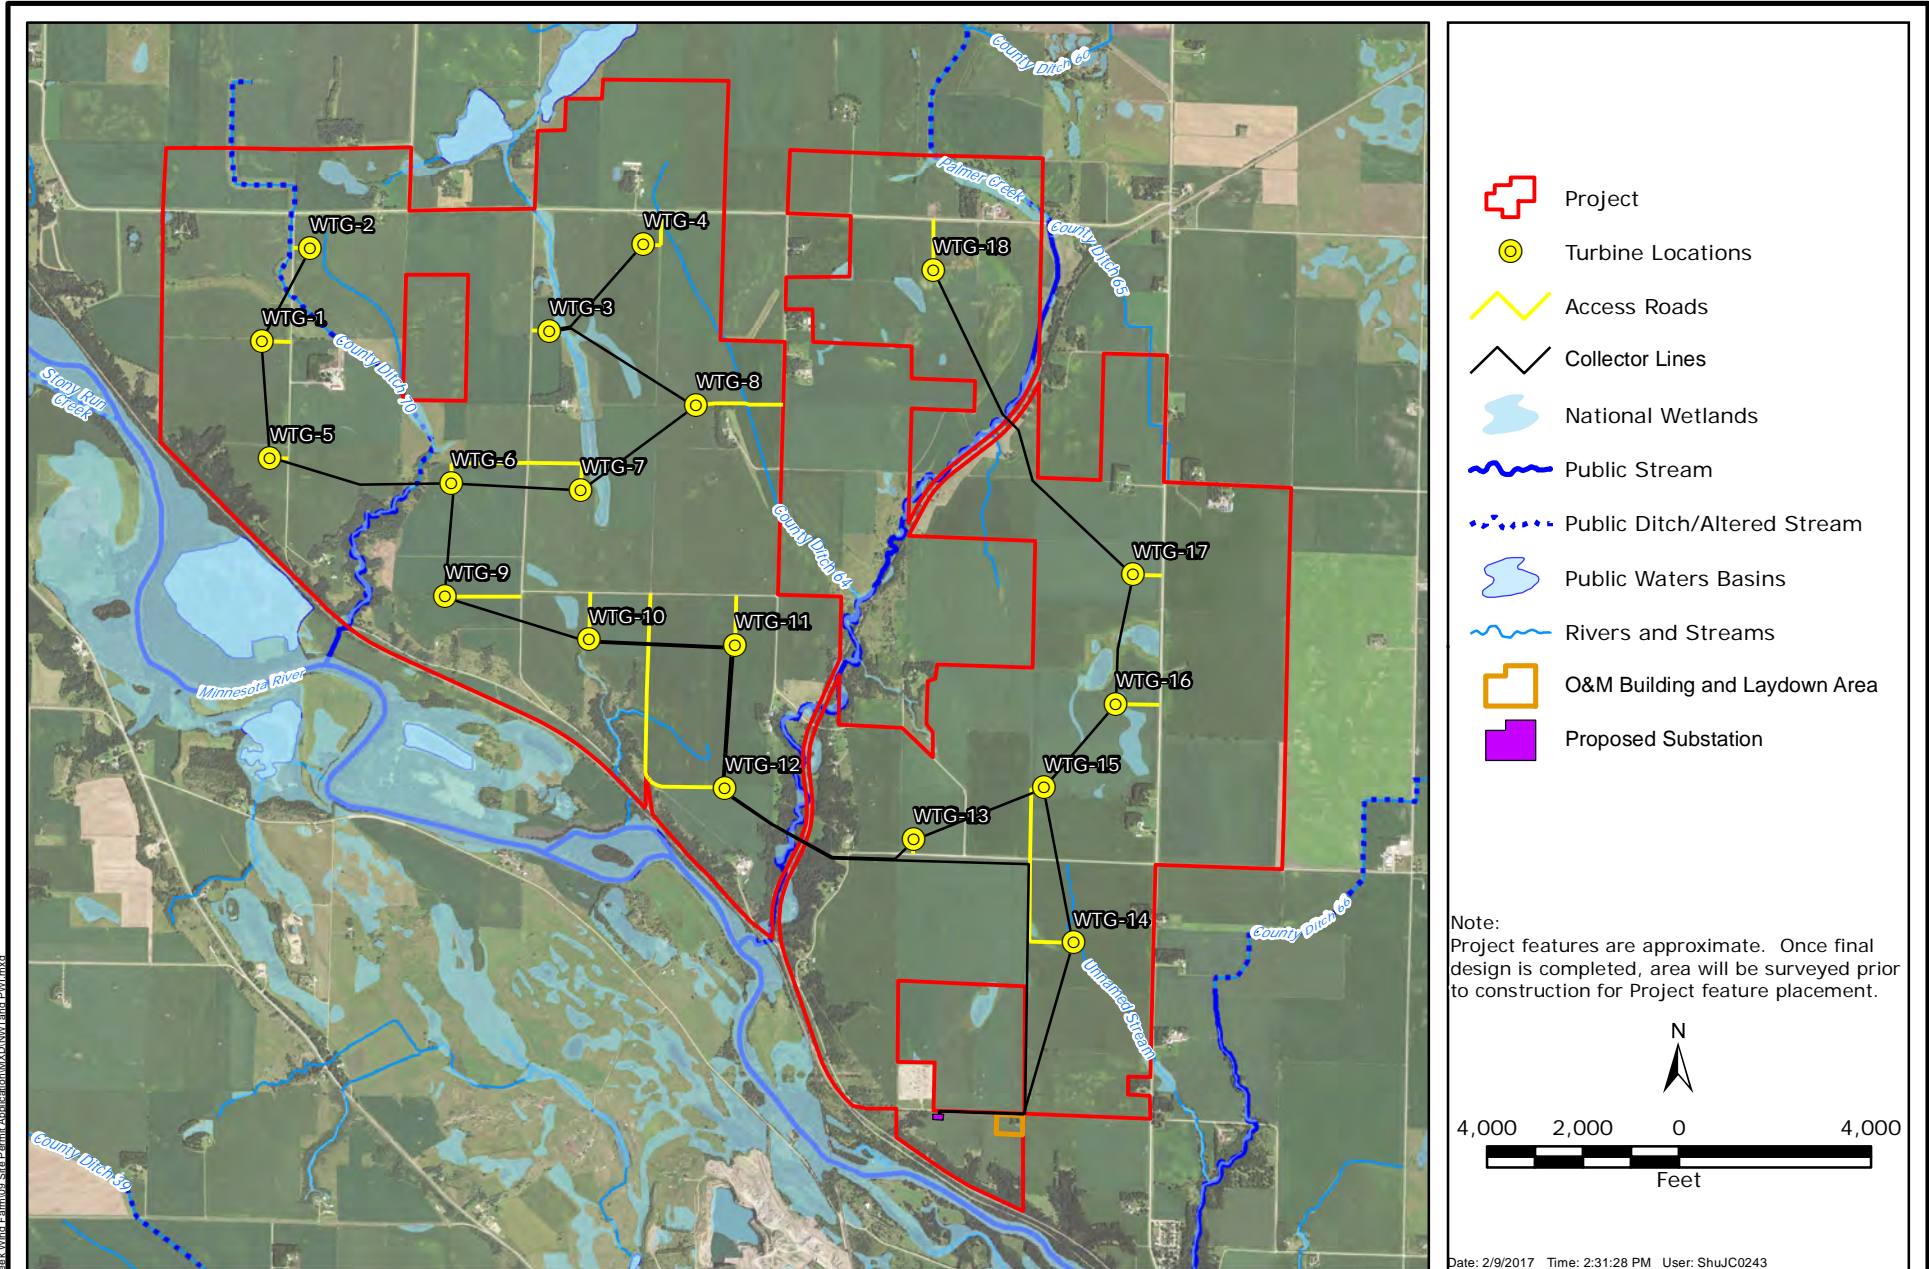 County Ditch 60
Palmer Creek
County Ditch 65
WTG-2
WTG-4
WTG-18
WTG-1
WTG-3
County Ditch 70
Stony Run
Creek
WTG-8
WTG-5
WTG-6
WTG-7
County Ditch 64
WTG-17
WTG-9
WTG-10
WTG-11
Minnesota River
WTG-16
WTG-12
WTG-15
WTG-13
WTG-14
County Ditch 66
Unnamed Stream
County Ditch 39
Project
Turbine Locations
Access Roads
Collector Lines
National Wetlands
Public Stream
Public Ditch/Altered Stream
Public Waters Basins
Rivers and Streams
O&M Building and Laydown Area
Proposed Substation
Note:
Project features are approximate. Once final
design is completed, area will be surveyed prior
to construction for Project feature placement.
N
4,000 2,000 0 4,000
Feet
Date: 2/9/2017 Time: 2:31:28 PM User: ShuJC0243